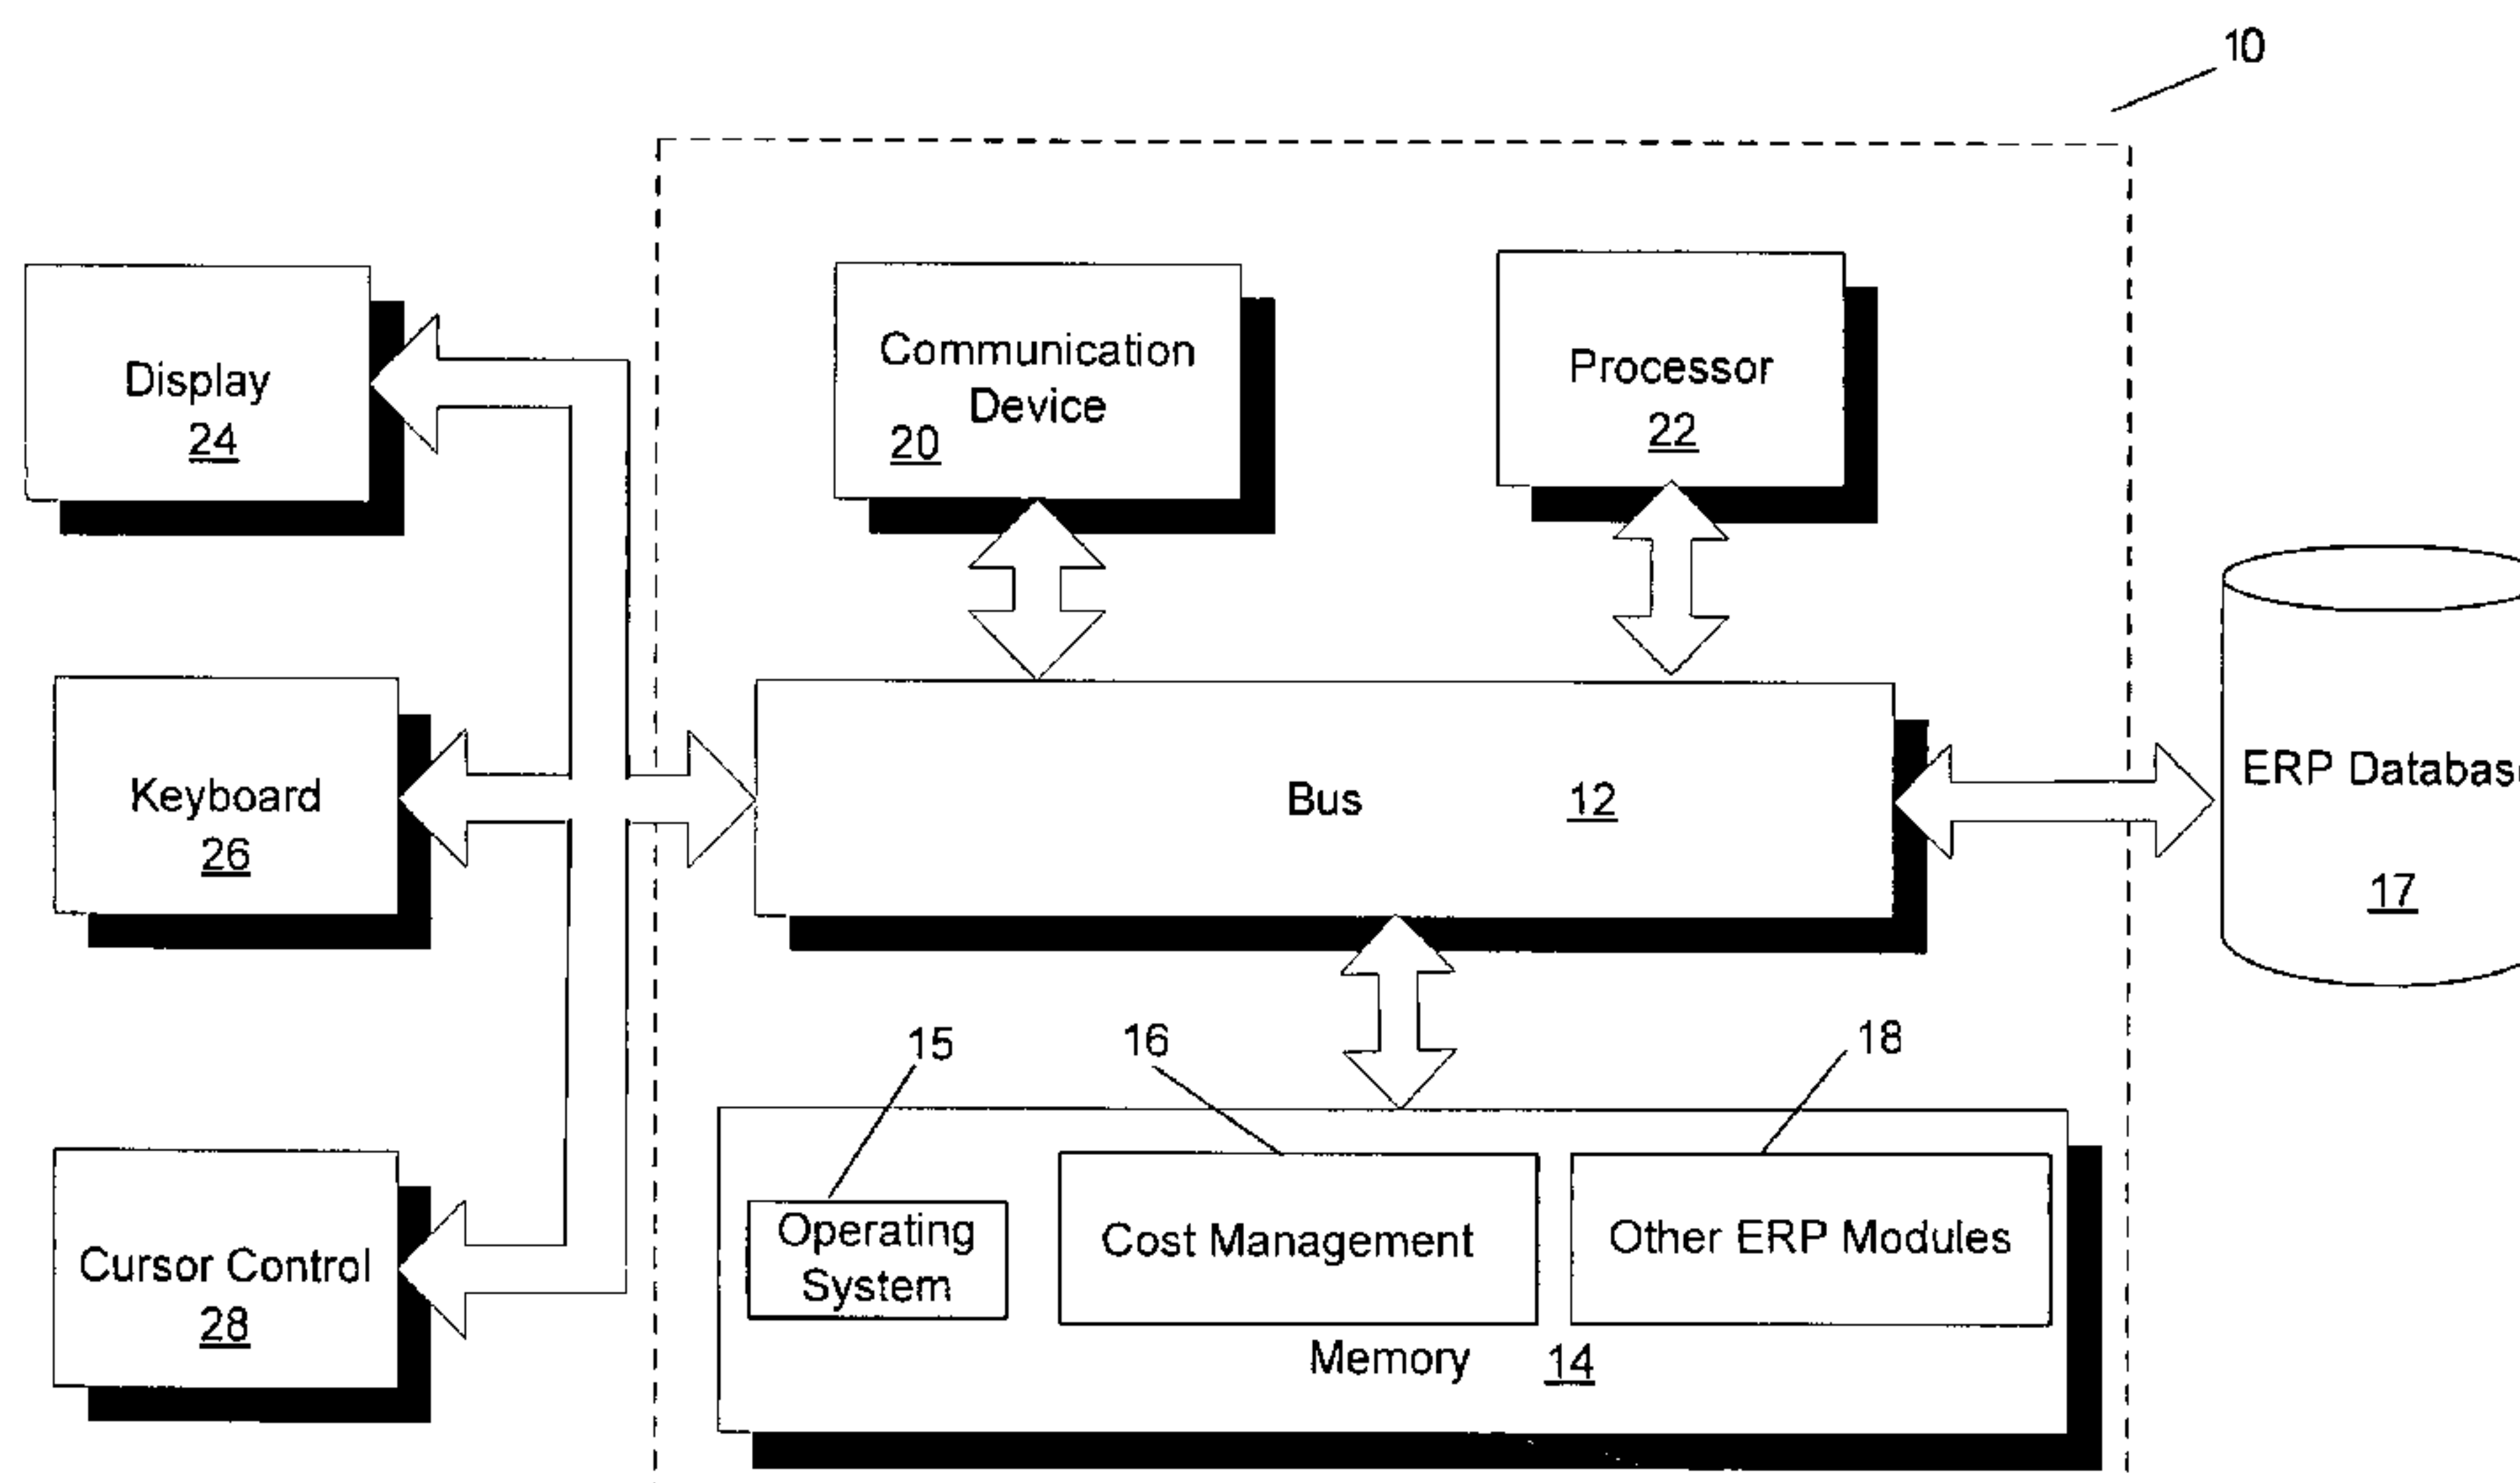 10
Display
24
Communication
Device
20
Processor
22
Keyboard
26
Bus 12
ERP Databas
17
15
16
18
Cursor Control
28
Operating
System
Cost Management
Other ERP Modules
Memory 14